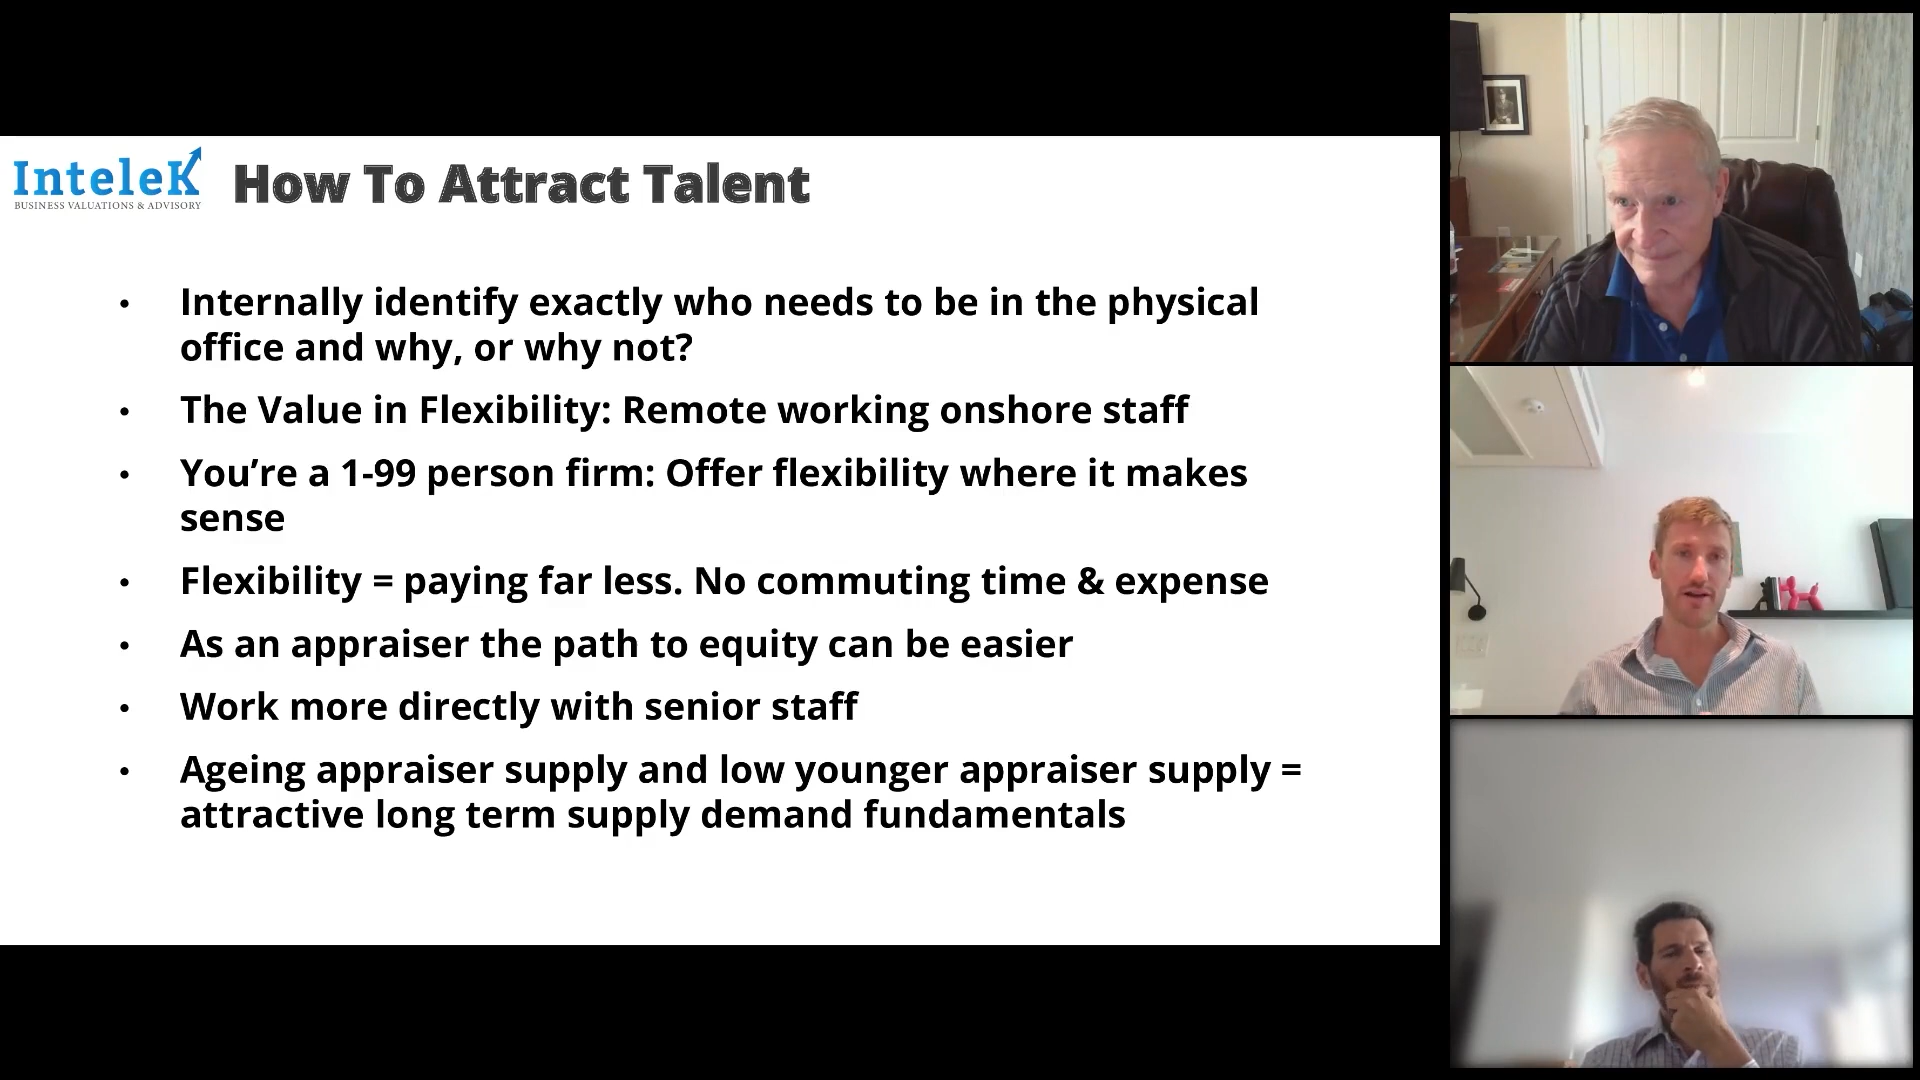 InteleK
BUSINESS VALUATIONS & ADVISORY
How To Attract Talent
• Internally identify exactly who needs to be in the physical
office and why, or why not?
• The Value in Flexibility: Remote working onshore staff
• You’re a 1-99 person firm: Offer flexibility where it makes
sense
• Flexibility = paying far less. No commuting time & expense
• As an appraiser the path to equity can be easier
• Work more directly with senior staff
• Ageing appraiser supply and low younger appraiser supply =
attractive long term supply demand fundamentals